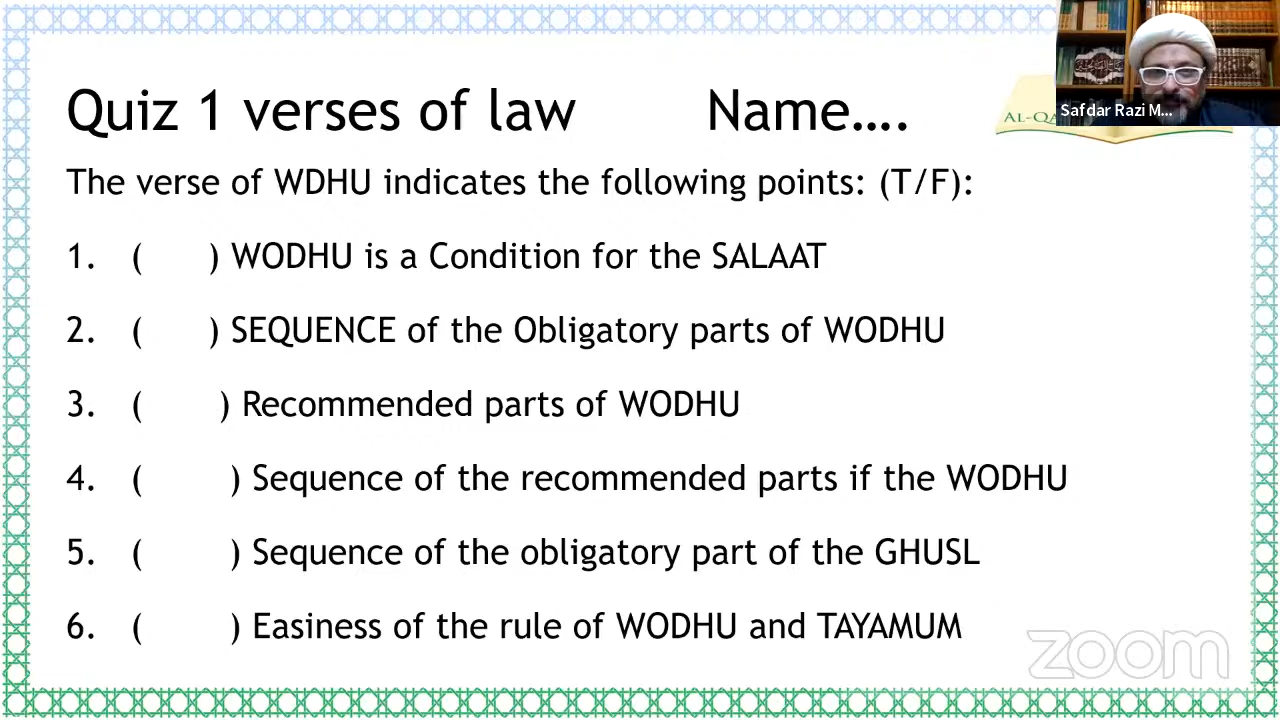 Quiz 1 verses of law Name....
AL-QA
Safdar Razi M...
The verse of WDHU indicates the following points: (T/F):
1. ( ) WODHU is a Condition for the SALAAT
2. ( ) SEQUENCE of the Obligatory parts of WODHU
3. ( ) Recommended parts of WODHU
4. ( ) Sequence of the recommended parts if the WODHU
5. ( ) Sequence of the obligatory part of the GHUSL
6. ( ) Easiness of the rule of WODHU and TAYAMUM
zoom